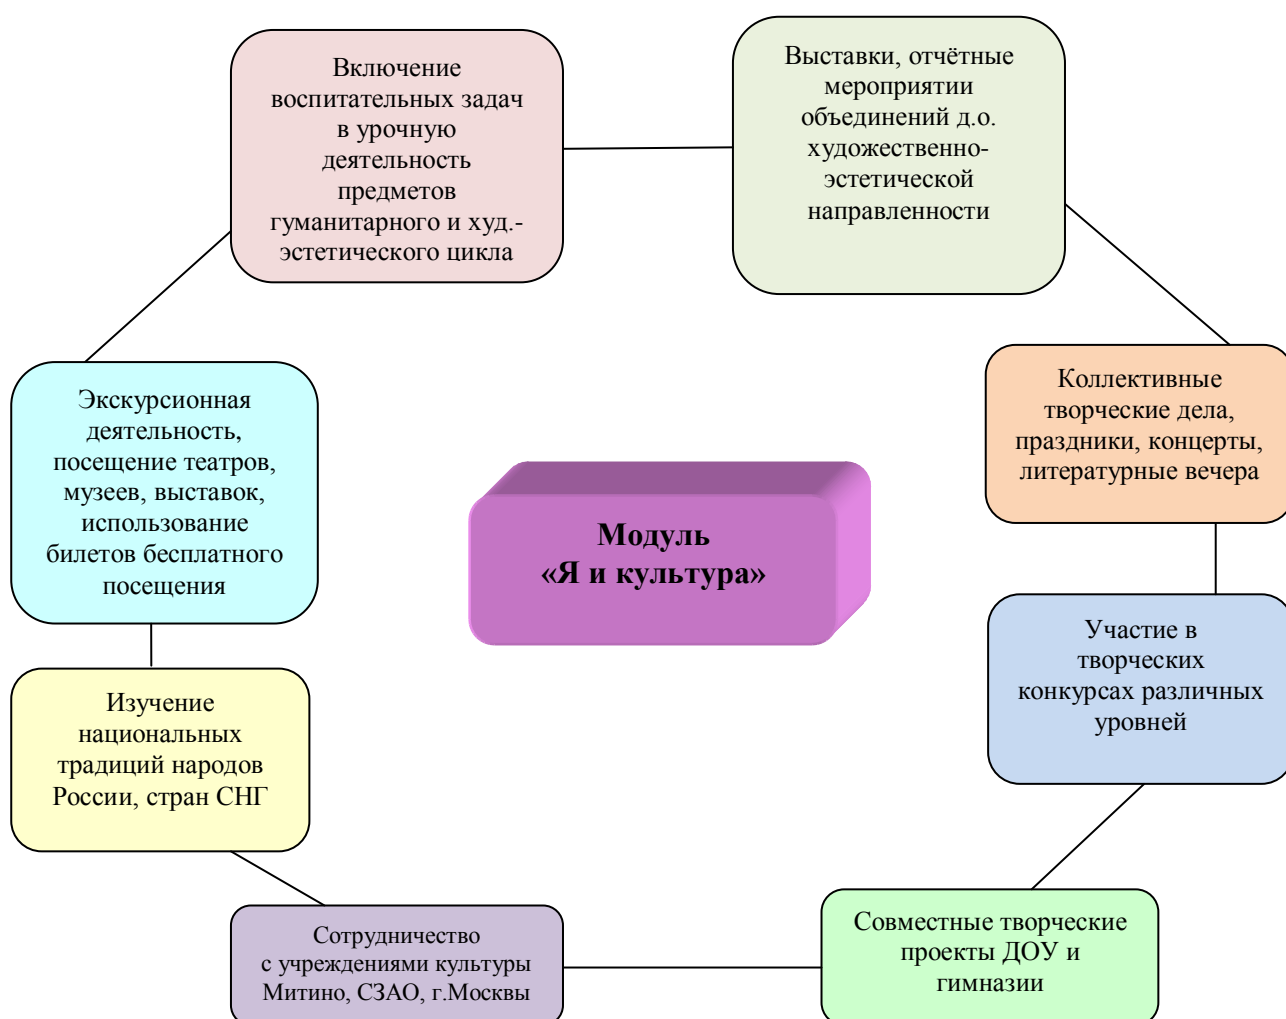 Включение
воспитательных задач
в урочную
деятельность
предметов
гуманитарного и худ.-
эстетического цикла
Выставки, отчётные
мероприятии
объединений д.о.
художественно-
эстетической
направленности
Экскурсионная
деятельность,
посещение театров,
музеев, выставок,
использование
билетов бесплатного
посещения
Коллективные
творческие дела,
праздники, концерты,
литературные вечера
Модуль
«Я и культура»
Участие в
творческих
конкурсах различных
уровней
Изучение
национальных
традиций народов
России, стран СНГ
Сотрудничество
с учреждениями культуры
Митино, СЗАО, г.Москвы
Совместные творческие
проекты ДОУ и
гимназии